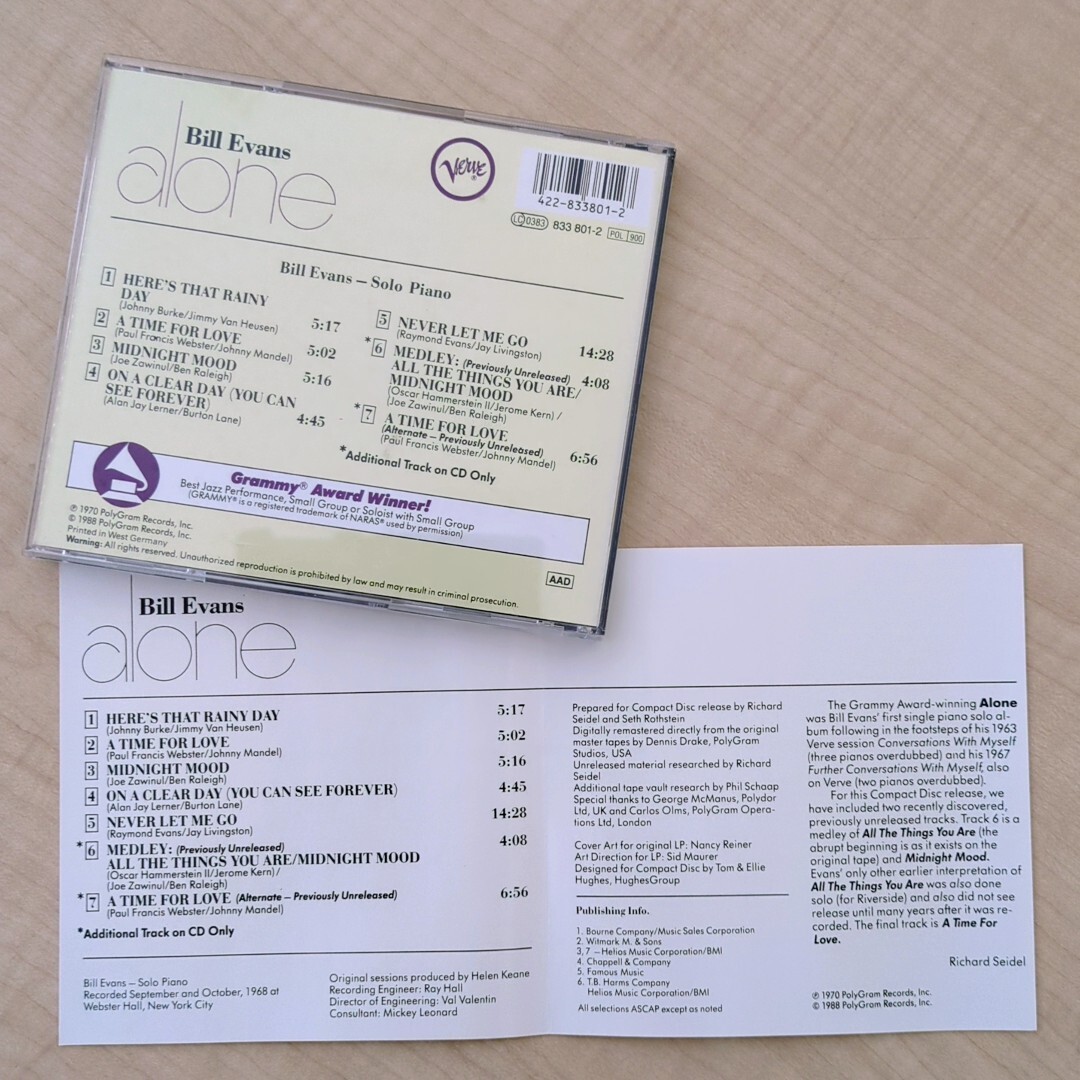 Bill Evans
alone
Verve
®
422-833801-2
LC 0383
833 801-2
POL 900
Bill Evans – Solo Piano
1 HERE'S THAT RAINY
DAY
(Johnny Burke/Jimmy Van Heusen) 5:17
2 A TIME FOR LOVE
(Paul Francis Webster/Johnny Mandel) 5:02
3 MIDNIGHT MOOD
(Joe Zawinul/Ben Raleigh) 5:16
4 ON A CLEAR DAY (YOU CAN
SEE FOREVER)
(Alan Jay Lerner/Burton Lane) 4:45
5 NEVER LET ME GO
(Raymond Evans/Jay Livingston) 14:28
*6 MEDLEY: (Previously Unreleased) 4:08
ALL THE THINGS YOU ARE/
MIDNIGHT MOOD
(Oscar Hammerstein II/Jerome Kern) /
(Joe Zawinul/Ben Raleigh)
*7 A TIME FOR LOVE
(Alternate – Previously Unreleased)
(Paul Francis Webster/Johnny Mandel) 6:56
*Additional Track on CD Only
Grammy® Award Winner!
Best Jazz Performance, Small Group or Soloist with Small Group
(GRAMMY® is a registered trademark of NARAS® used by permission)
℗ 1970 PolyGram Records, Inc.
© 1988 PolyGram Records, Inc.
Printed in West Germany
Warning: All rights reserved. Unauthorized reproduction is prohibited by law and may result in criminal prosecution.
AAD
Bill Evans
alone
1 HERE'S THAT RAINY DAY 5:17
(Johnny Burke/Jimmy Van Heusen)
2 A TIME FOR LOVE 5:02
(Paul Francis Webster/Johnny Mandel)
3 MIDNIGHT MOOD 5:16
(Joe Zawinul/Ben Raleigh)
4 ON A CLEAR DAY (YOU CAN SEE FOREVER) 4:45
(Alan Jay Lerner/Burton Lane)
5 NEVER LET ME GO 14:28
(Raymond Evans/Jay Livingston)
*6 MEDLEY: (Previously Unreleased) 4:08
ALL THE THINGS YOU ARE/MIDNIGHT MOOD
(Oscar Hammerstein II/Jerome Kern) /
(Joe Zawinul/Ben Raleigh)
*7 A TIME FOR LOVE (Alternate – Previously Unreleased) 6:56
(Paul Francis Webster/Johnny Mandel)
*Additional Track on CD Only
Bill Evans – Solo Piano
Recorded September and October, 1968 at
Webster Hall, New York City
Original sessions produced by Helen Keane
Recording Engineer: Ray Hall
Director of Engineering: Val Valentin
Consultant: Mickey Leonard
Prepared for Compact Disc release by Richard
Seidel and Seth Rothstein
Digitally remastered directly from the original
master tapes by Dennis Drake, PolyGram
Studios, USA
Unreleased material researched by Richard
Seidel
Additional tape vault research by Phil Schaap
Special thanks to George McManus, Polydor
Ltd, UK and Carlos Olms, PolyGram Opera-
tions Ltd, London
Cover Art for original LP: Nancy Reiner
Art Direction for LP: Sid Maurer
Designed for Compact Disc by Tom & Ellie
Hughes, HughesGroup
Publishing Info.
1. Bourne Company/Music Sales Corporation
2. Witmark M. & Sons
3,7 – Helios Music Corporation/BMI
4. Chappell & Company
5. Famous Music
6. T.B. Harms Company
Helios Music Corporation/BMI
All selections ASCAP except as noted
The Grammy Award-winning Alone
was Bill Evans' first single piano solo al-
bum following in the footsteps of his 1963
Verve session Conversations With Myself
(three pianos overdubbed) and his 1967
Further Conversations With Myself, also
on Verve (two pianos overdubbed).
For this Compact Disc release, we
have included two recently discovered,
previously unreleased tracks. Track 6 is a
medley of All The Things You Are (the
abrupt beginning is as it exists on the
original tape) and Midnight Mood.
Evans' only other earlier interpretation of
All The Things You Are was also done
solo (for Riverside) and also did not see
release until many years after it was re-
corded. The final track is A Time For
Love.
Richard Seidel
℗ 1970 PolyGram Records, Inc.
© 1988 PolyGram Records, Inc.